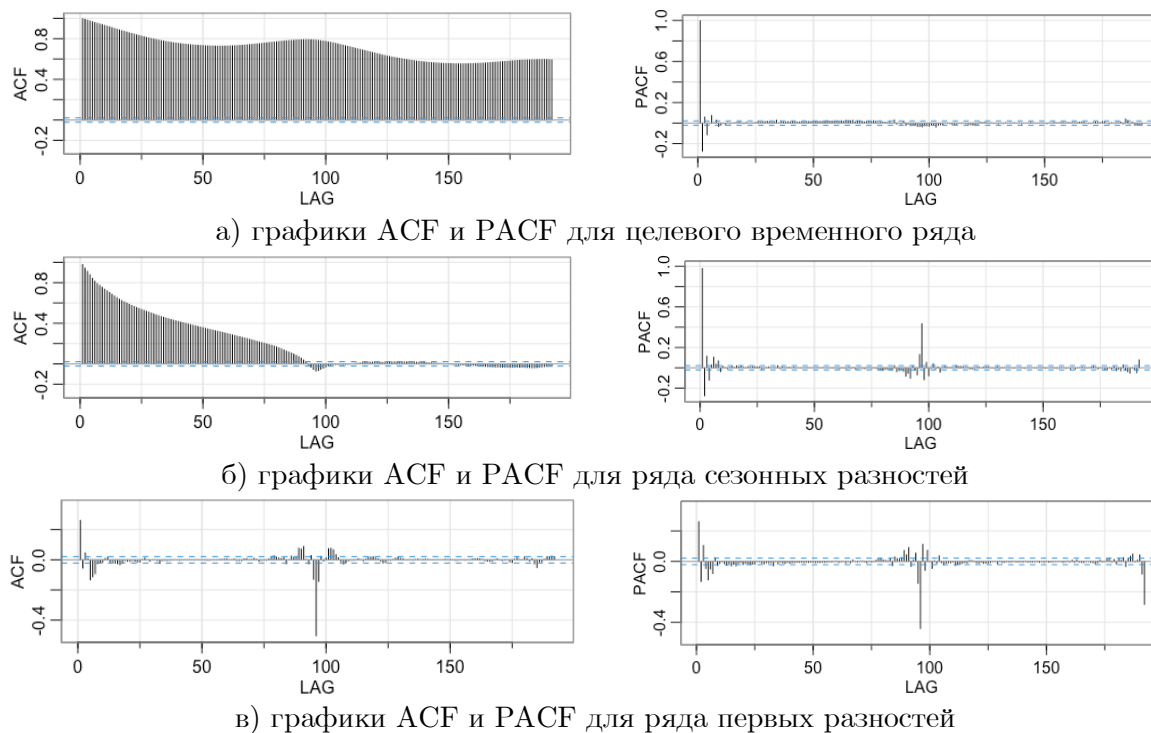 ACF
-0.2 0.4 0.8
0 50 100 150
LAG
PACF
-0.2 0.2 0.6 1.0
0 50 100 150
LAG
а) графики ACF и PACF для целевого временного ряда
ACF
-0.2 0.4 0.8
0 50 100 150
LAG
PACF
-0.2 0.2 0.6 1.0
0 50 100 150
LAG
б) графики ACF и PACF для ряда сезонных разностей
ACF
-0.4 0.0
0 50 100 150
LAG
PACF
-0.4 0.0
0 50 100 150
LAG
в) графики ACF и PACF для ряда первых разностей